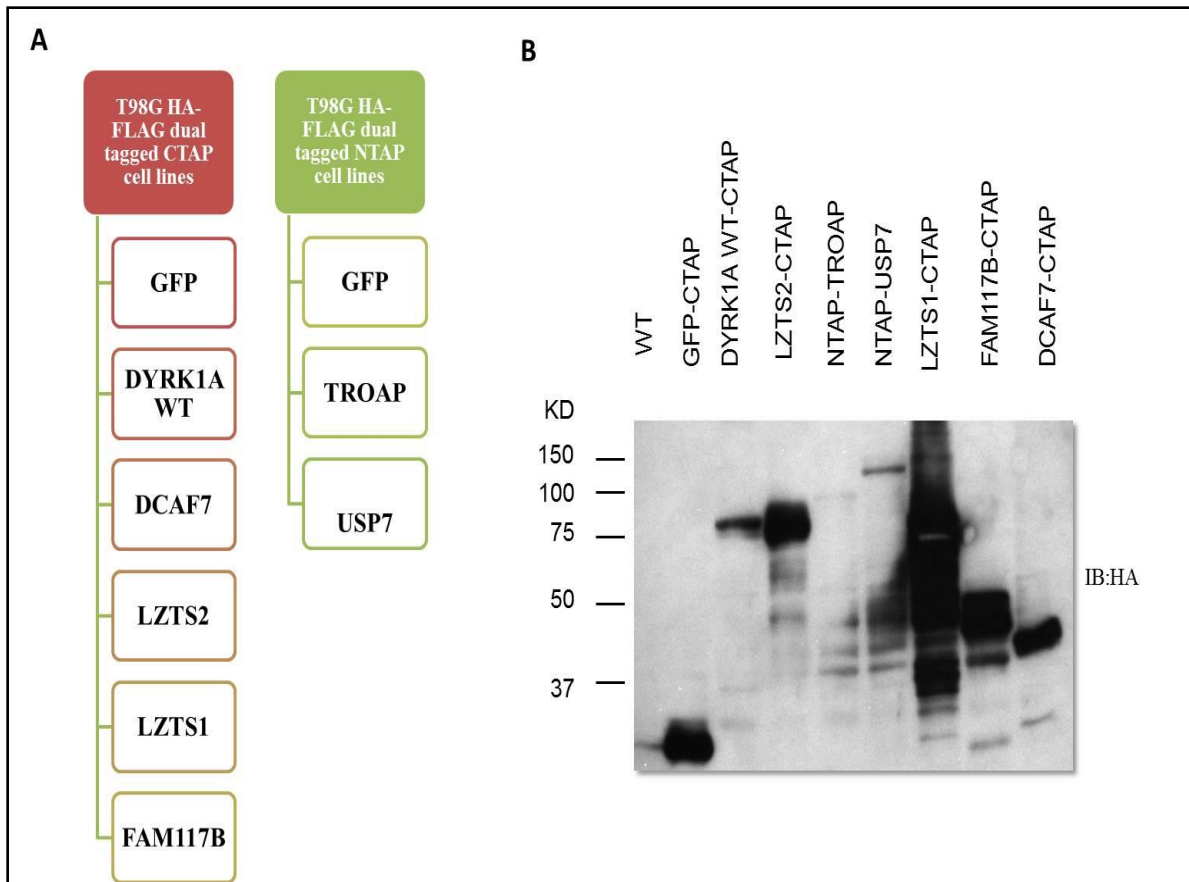 A
T98G HA-
FLAG dual
tagged CTAP
cell lines
GFP
DYRK1A
WT
DCAF7
LZTS2
LZTS1
FAM117B
T98G HA-
FLAG dual
tagged NTAP
cell lines
GFP
TROAP
USP7
B
WT
GFP-CTAP
DYRK1A WT-CTAP
LZTS2-CTAP
NTAP-TROAP
NTAP-USP7
LZTS1-CTAP
FAM117B-CTAP
DCAF7-CTAP
KD
150
100
75
50
37
IB:HA